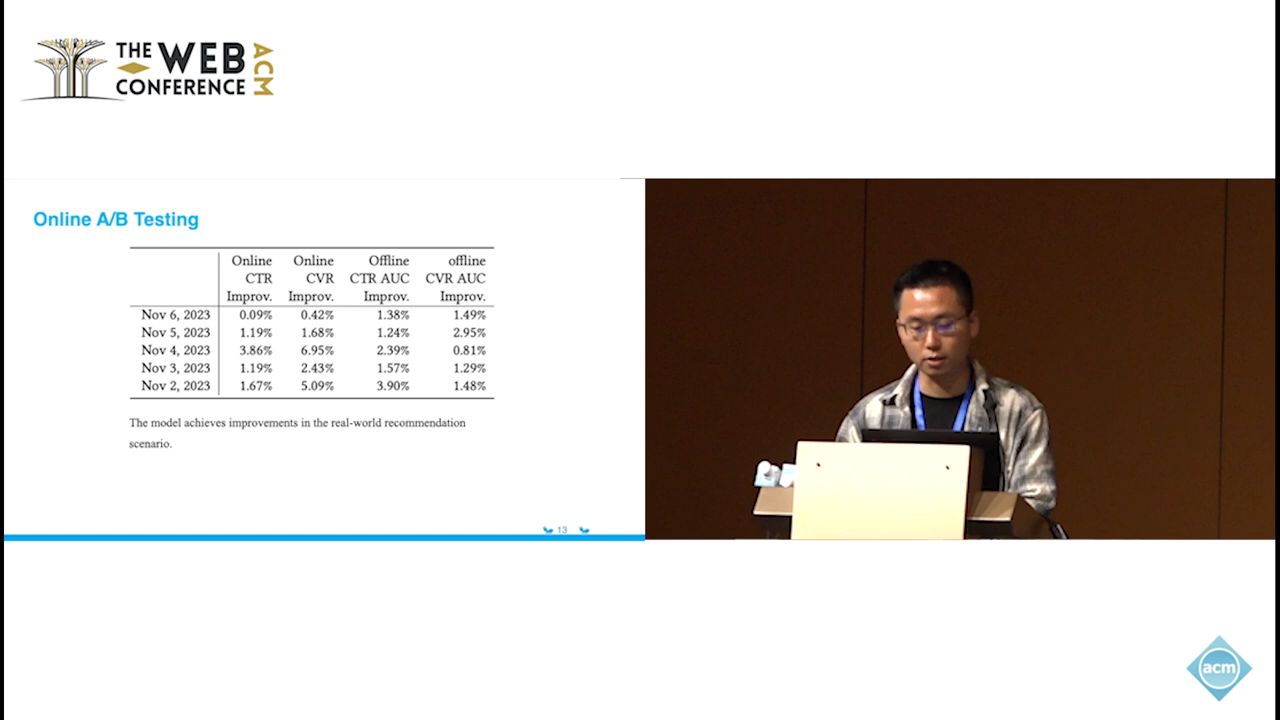 THE WEB
CONFERENCE
ACM
Online A/B Testing
Online Online Offline offline
CTR CVR CTR AUC CVR AUC
Improv. Improv. Improv. Improv.
Nov 6, 2023 0.09% 0.42% 1.38% 1.49%
Nov 5, 2023 1.19% 1.68% 1.24% 2.95%
Nov 4, 2023 3.86% 6.95% 2.39% 0.81%
Nov 3, 2023 1.19% 2.43% 1.57% 1.29%
Nov 2, 2023 1.67% 5.09% 3.90% 1.48%
The model achieves improvements in the real-world recommendation
scenario.
13
acm